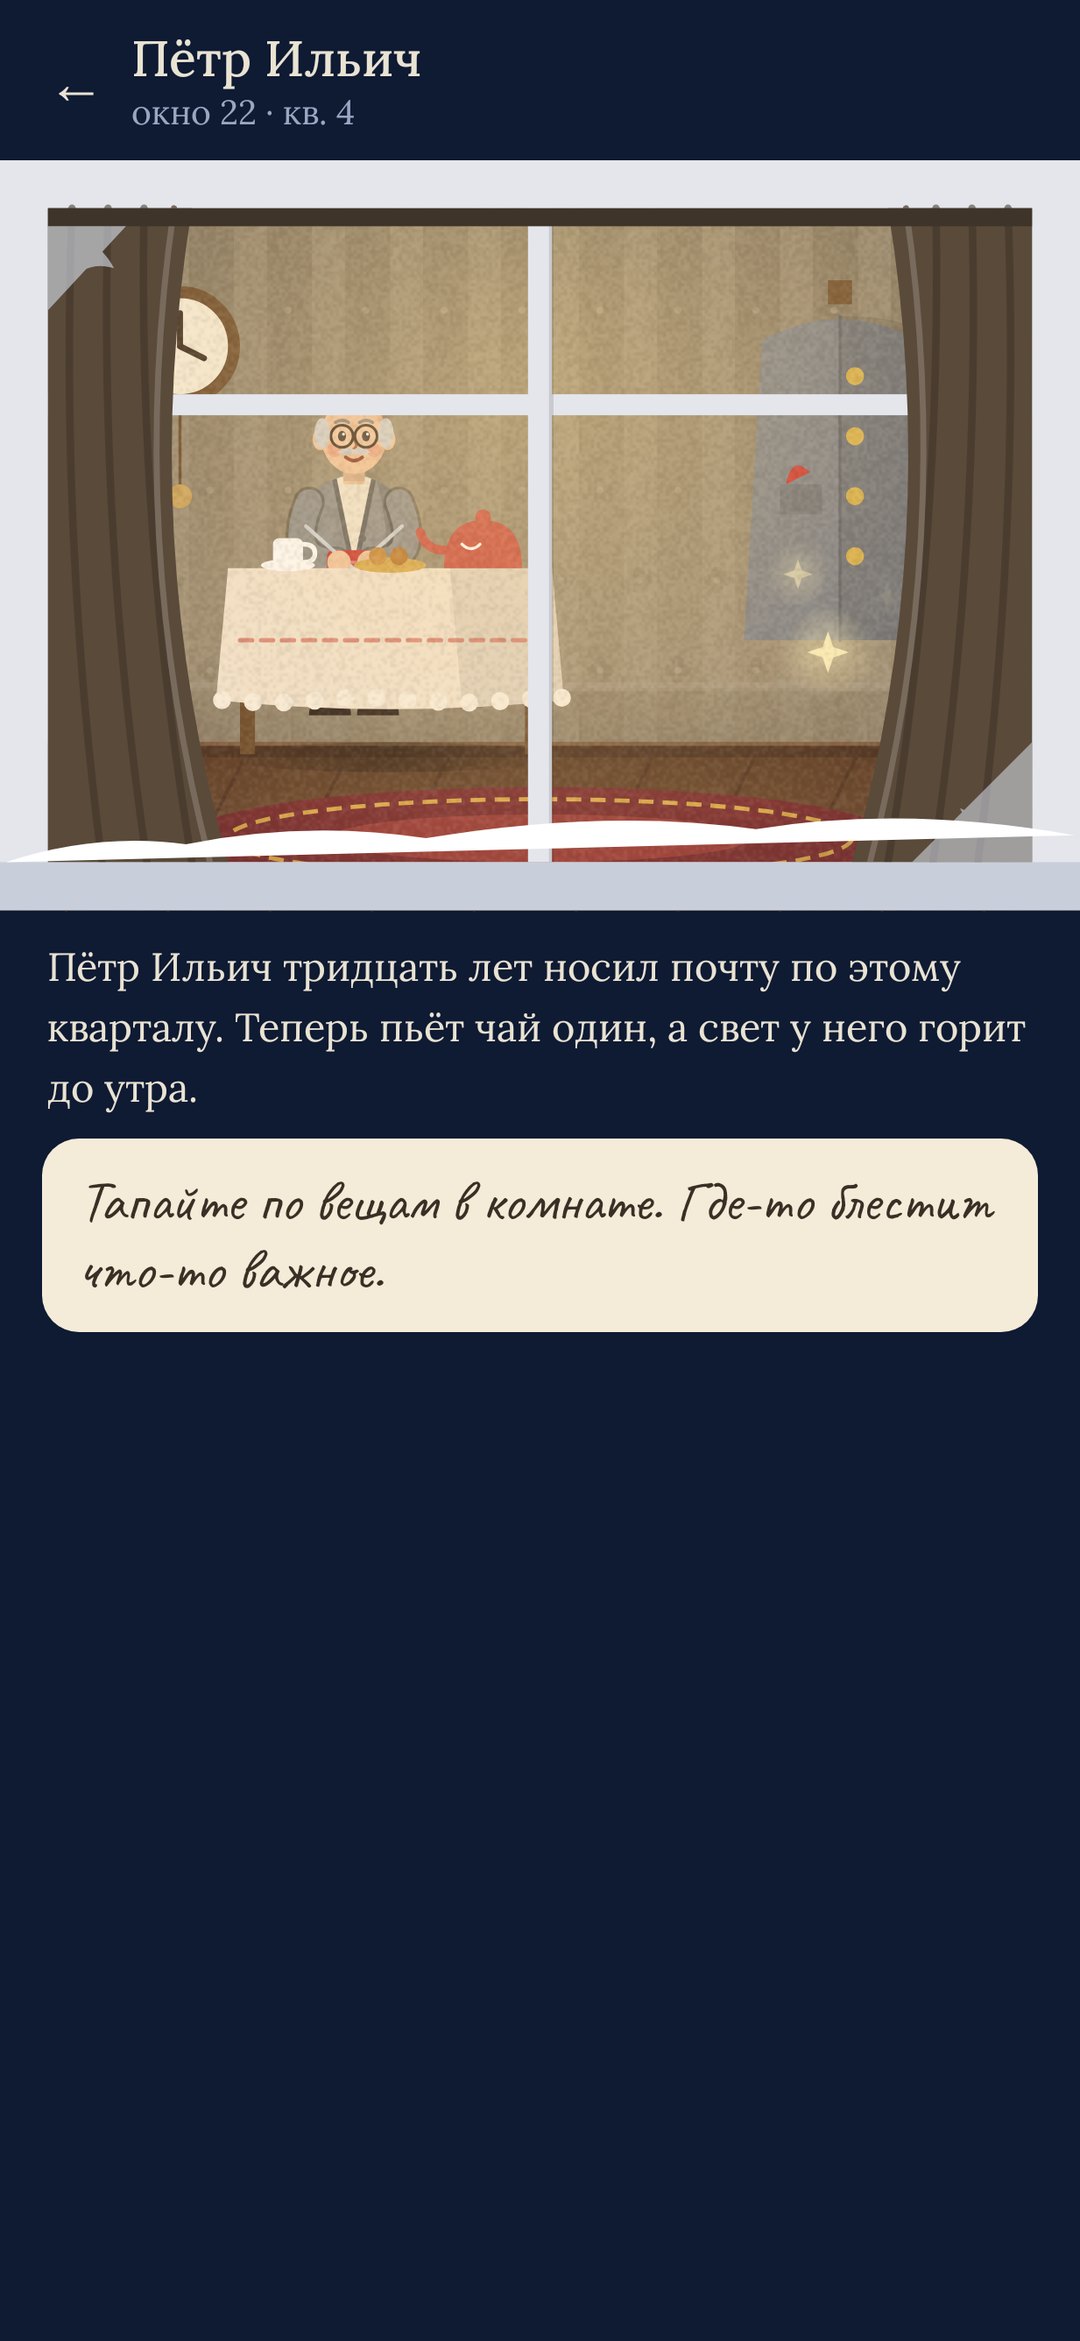 Пётр Ильич
окно 22 · кв. 4
Пётр Ильич тридцать лет носил почту по этому
кварталу. Теперь пьёт чай один, а свет у него горит
до утра.
Тапайте по вещам в комнате. Где-то блестит
что-то важное.